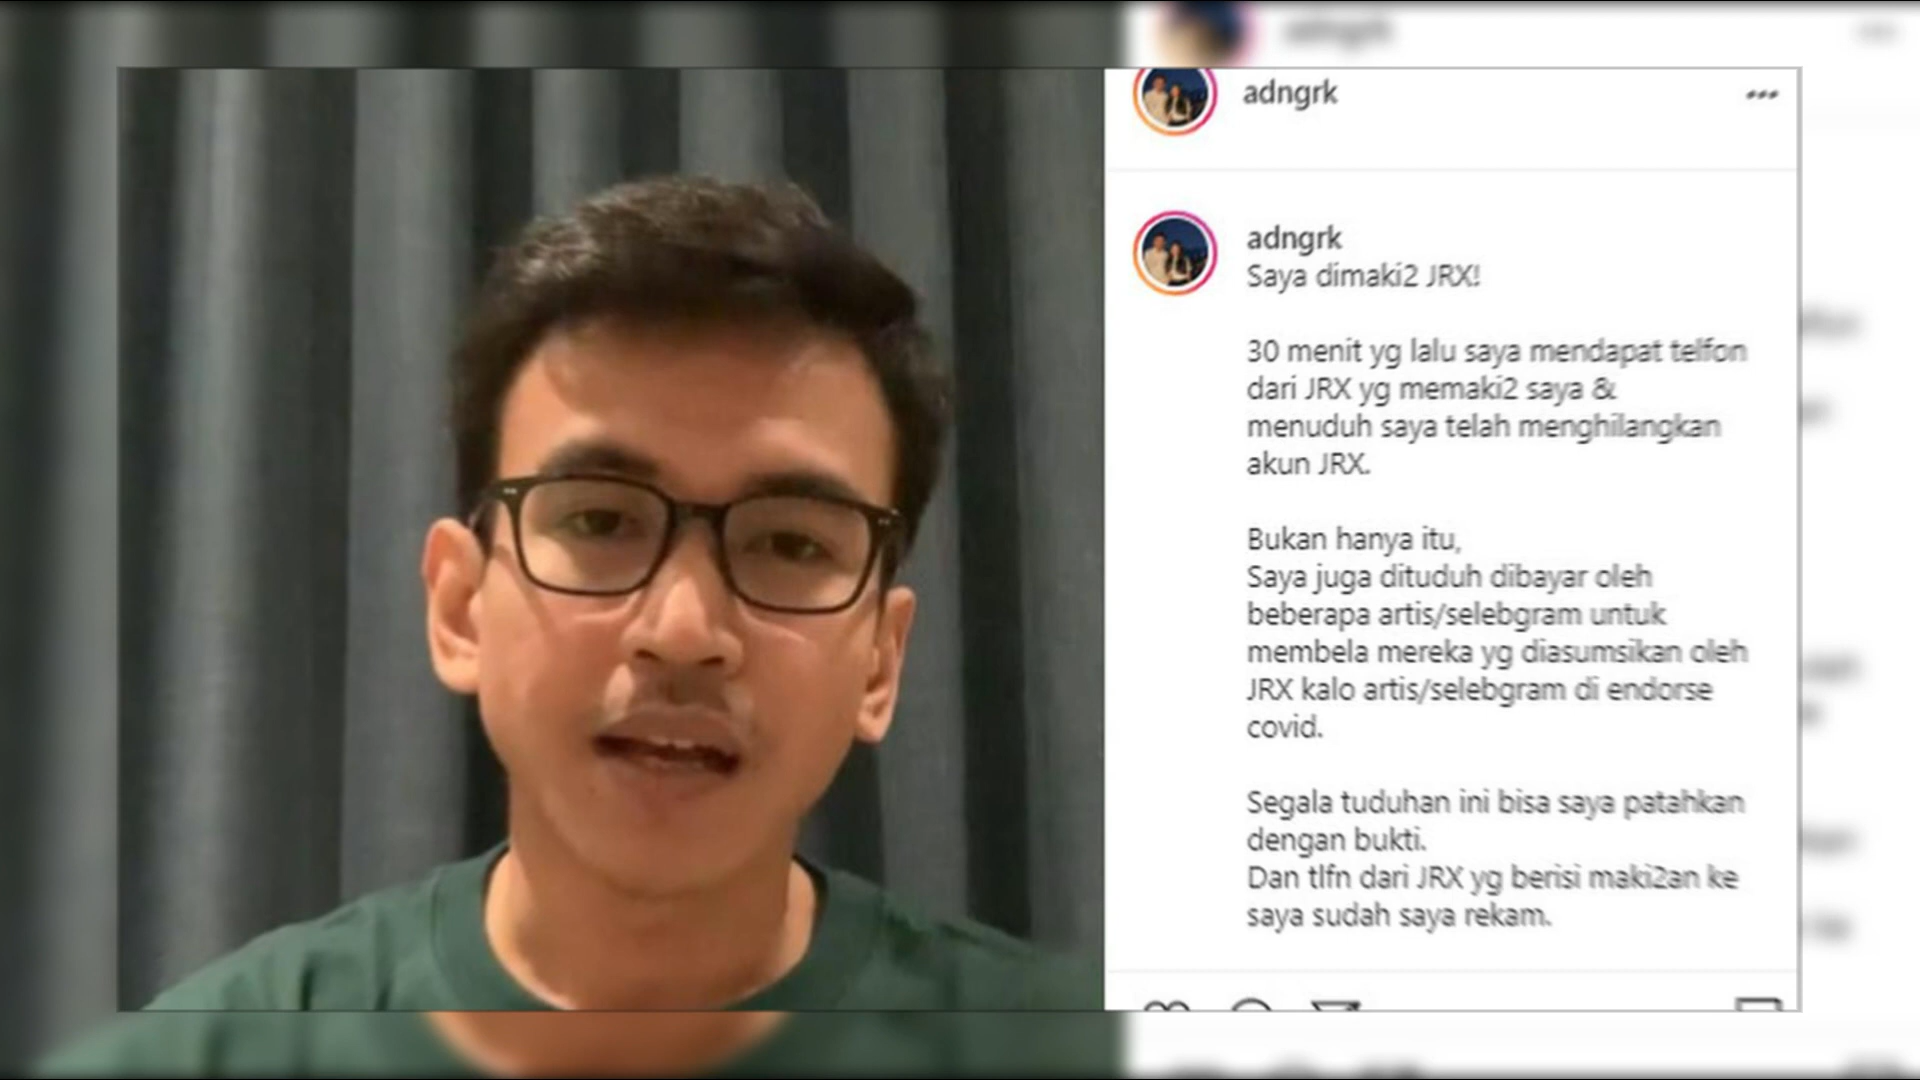 adngrk
adngrk
Saya dimaki2 JRX!
30 menit yg lalu saya mendapat telfon
dari JRX yg memaki2 saya &
menuduh saya telah menghilangkan
akun JRX.
Bukan hanya itu,
Saya juga dituduh dibayar oleh
beberapa artis/selebgram untuk
membela mereka yg diasumsikan oleh
JRX kalo artis/selebgram di endorse
covid.
Segala tuduhan ini bisa saya patahkan
dengan bukti.
Dan tlfn dari JRX yg berisi maki2an ke
saya sudah saya rekam.